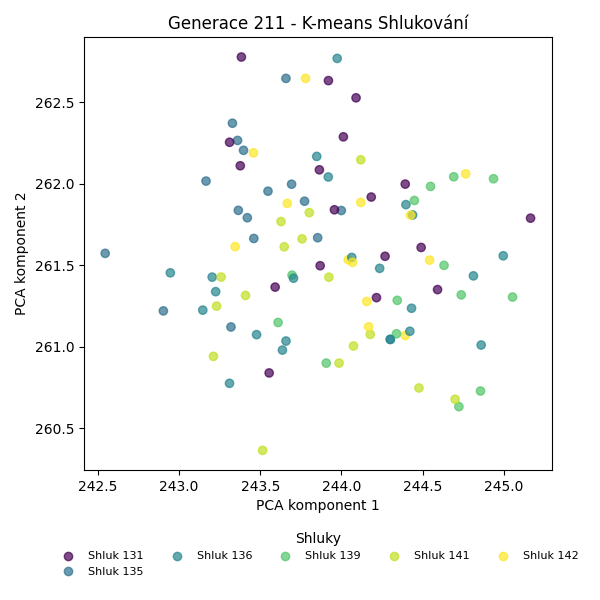 Generace 211 - K-means Shlukování
PCA komponent 2
262.5
262.0
261.5
261.0
260.5
242.5 243.0 243.5 244.0 244.5 245.0
PCA komponent 1
Shluky
Shluk 131 Shluk 136 Shluk 139 Shluk 141 Shluk 142
Shluk 135